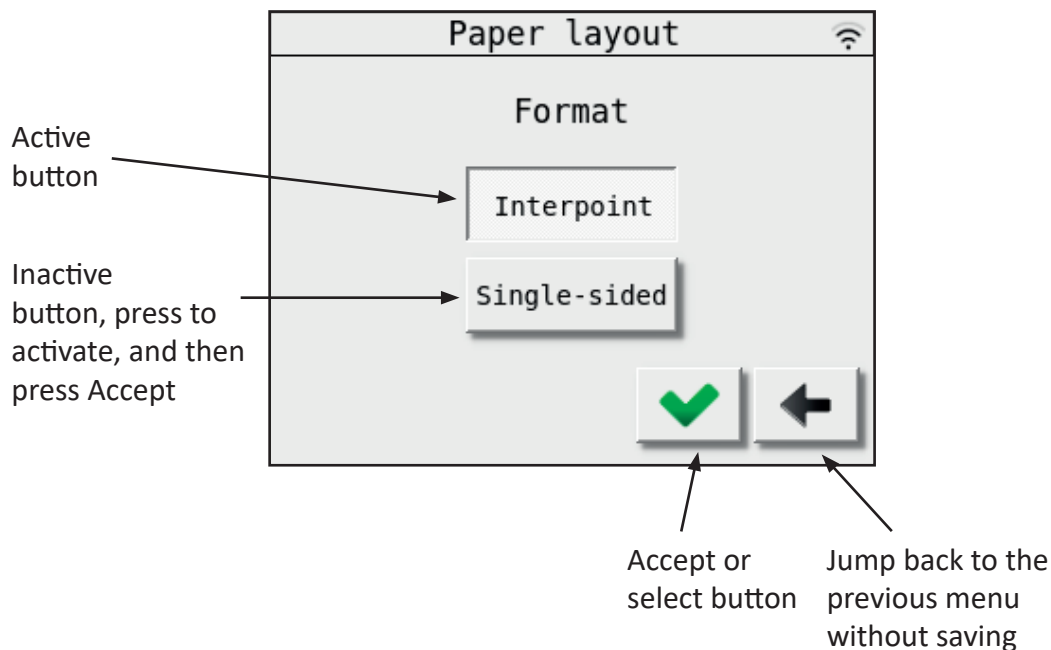 Paper layout
Format
Active
button
Interpoint
Inactive
button, press to
activate, and then
press Accept
Single-sided
Accept or
select button
Jump back to the
previous menu
without saving